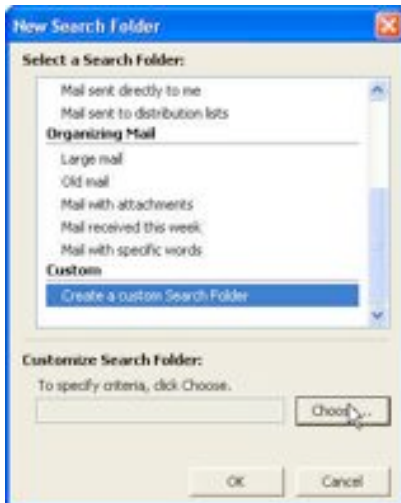 New Search Folder
Select a Search Folder:
Mail sent directly to me
Mail sent to distribution lists
Organizing Mail
Large mail
Old mail
Mail with attachments
Mail received this week
Mail with specific words
Custom
Create a custom Search Folder
Customize Search Folder:
To specify criteria, click Choose.
Choose...
OK
Cancel